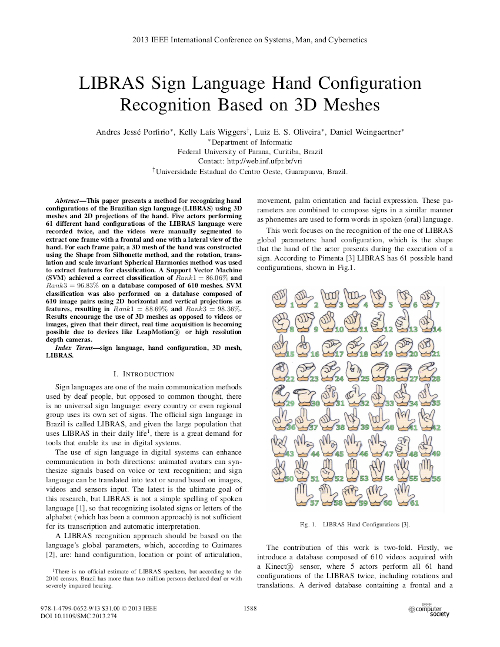 2013 IEEE International Conference on Systems, Man, and Cybernetics
LIBRAS Sign Language Hand Configuration
Recognition Based on 3D Meshes
Andres Jessé Porfirio*, Kelly Laís Wiggers†, Luiz E. S. Oliveira*, Daniel Weingaertner*
*Department of Informatic
Federal University of Parana, Curitiba, Brazil
Contact: http://web.inf.ufpr.br/vri
†Universidade Estadual do Centro Oeste, Guarapuava, Brazil.
Abstract—This paper presents a method for recognizing hand
configurations of the Brazilian sign language (LIBRAS) using 3D
meshes and 2D projections of the hand. Five actors performing
61 different hand configurations of the LIBRAS language were
recorded twice, and the videos were manually segmented to
extract one frame with a frontal and one with a lateral view of the
hand. For each frame pair, a 3D mesh of the hand was constructed
using the Shape from Silhouette method, and the rotation, trans-
lation and scale invariant Spherical Harmonics method was used
to extract features for classification. A Support Vector Machine
(SVM) achieved a correct classification of Rank1 = 86.06% and
Rank3 = 96.83% on a database composed of 610 meshes. SVM
classification was also performed on a database composed of
610 image pairs using 2D horizontal and vertical projections as
features, resulting in Rank1 = 88.69% and Rank3 = 98.36%.
Results encourage the use of 3D meshes as opposed to videos or
images, given that their direct, real time acquisition is becoming
possible due to devices like LeapMotion® or high resolution
depth cameras.
Index Terms—sign language, hand configuration, 3D mesh,
LIBRAS.
I. INTRODUCTION
Sign languages are one of the main communication methods
used by deaf people, but opposed to common thought, there
is no universal sign language: every country or even regional
group uses its own set of signs. The official sign language in
Brazil is called LIBRAS, and given the large population that
uses LIBRAS in their daily life¹, there is a great demand for
tools that enable its use in digital systems.
The use of sign language in digital systems can enhance
communication in both directions: animated avatars can syn-
thesize signals based on voice or text recognition; and sign
language can be translated into text or sound based on images,
videos and sensors input. The latest is the ultimate goal of
this research, but LIBRAS is not a simple spelling of spoken
language [1], so that recognizing isolated signs or letters of the
alphabet (which has been a common approach) is not sufficient
for its transcription and automatic interpretation.
A LIBRAS recognition approach should be based on the
language's global parameters, which, according to Guimaraes
[2], are: hand configuration, location or point of articulation,
¹There is no official estimate of LIBRAS speakers, but according to the
2010 census, Brazil has more than two million persons declared deaf or with
severely impaired hearing.
movement, palm orientation and facial expression. These pa-
rameters are combined to compose signs in a similar manner
as phonemes are used to form words in spoken (oral) language.
This work focuses on the recognition of the one of LIBRAS
global parameters: hand configuration, which is the shape
that the hand of the actor presents during the execution of a
sign. According to Pimenta [3] LIBRAS has 61 possible hand
configurations, shown in Fig.1.
1 2 3 4 5 6 7
8 9 10 11 12 13 14
15 16 17 18 19 20 21
22 23 24 25 26 27 28
29 30 31 32 33 34 35
36 37 38 39 40 41 42
43 44 45 46 47 48 49
50 51 52 53 54 55 56
57 58 59 60 61
Fig. 1. LIBRAS Hand Configurations [3].
The contribution of this work is two-fold. Firstly, we
introduce a database composed of 610 videos acquired with
a Kinect® sensor, where 5 actors perform all 61 hand
configurations of the LIBRAS twice, including rotations and
translations. A derived database containing a frontal and a
978-1-4799-0652-9/13 $31.00 © 2013 IEEE
DOI 10.1109/SMC.2013.274
1588
IEEE
computer
society